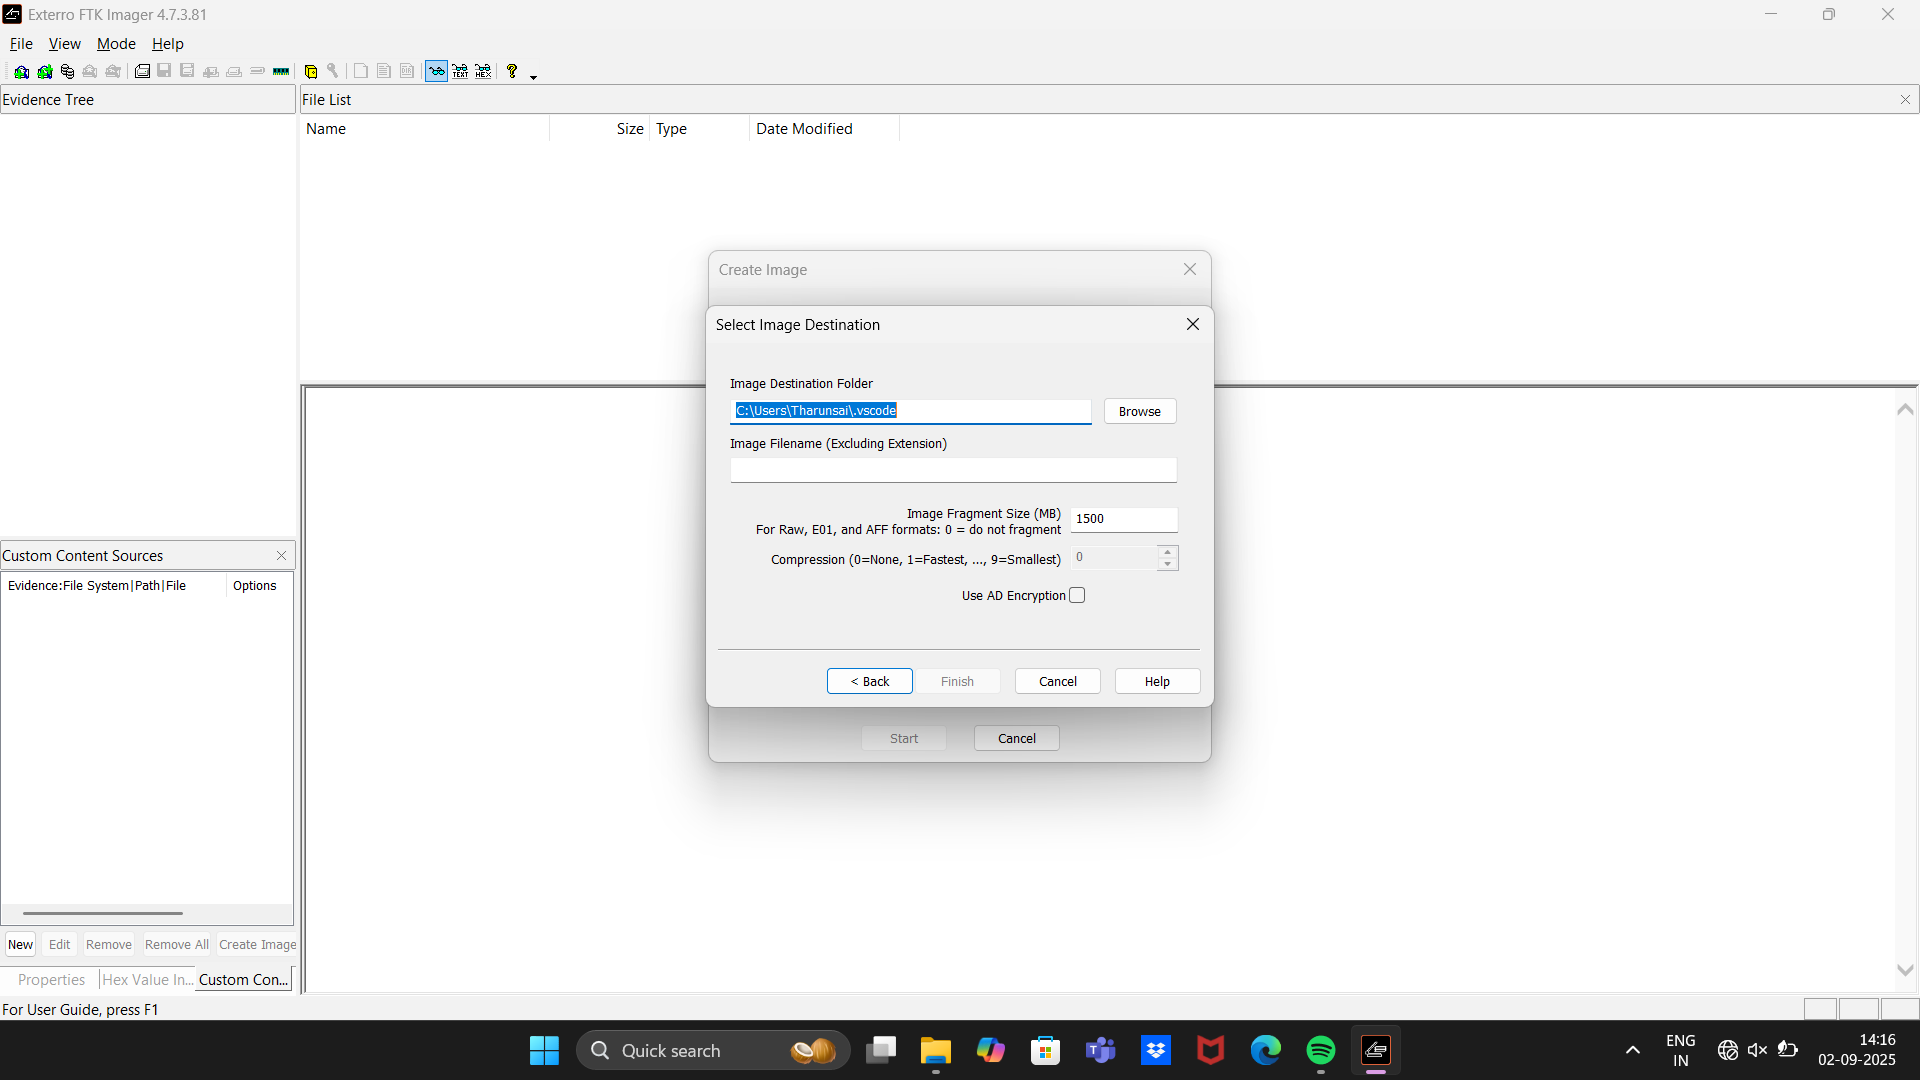 Exterro FTK Imager 4.7.3.81
File View Mode Help
TEXT HEX ?
Evidence Tree
File List
Name Size Type Date Modified
Create Image
Select Image Destination
Image Destination Folder
C:\Users\Tharunsai\.vscode Browse
Image Filename (Excluding Extension)
Image Fragment Size (MB) 1500
For Raw, E01, and AFF formats: 0 = do not fragment
Compression (0=None, 1=Fastest, ..., 9=Smallest) 0
Use AD Encryption
< Back Finish Cancel Help
Start Cancel
Custom Content Sources
Evidence:File System|Path|File Options
New Edit Remove Remove All Create Image
Properties Hex Value In... Custom Con...
For User Guide, press F1
Quick search
ENG
IN
14:16
02-09-2025